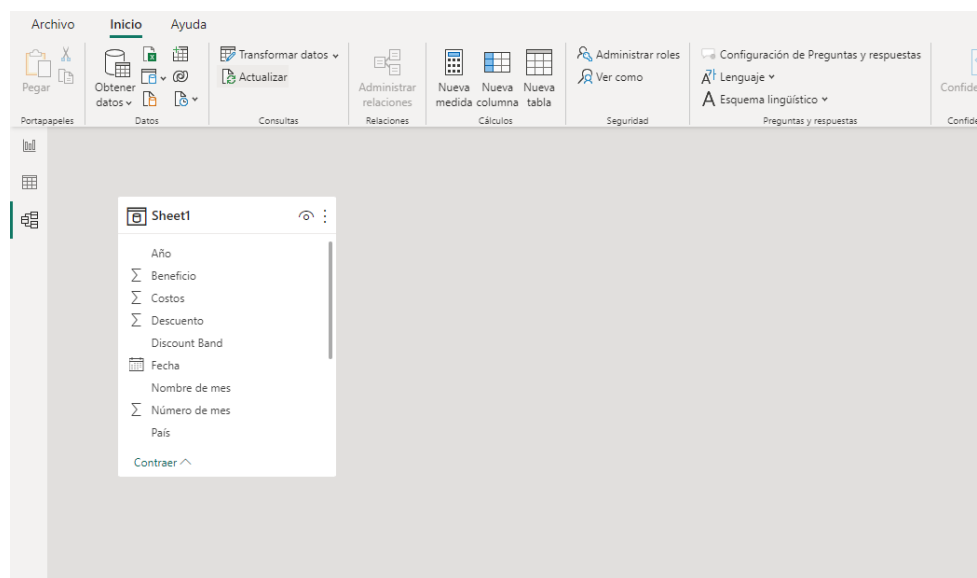 Archivo Inicio Ayuda
Pegar
Obtener
datos
Transformar datos
Actualizar
Administrar
relaciones
Nueva
medida
Nueva
columna
Nueva
tabla
Administrar roles
Ver como
Configuración de Preguntas y respuestas
Lenguaje
Esquema lingüístico
Portapapeles Datos Consultas Relaciones Cálculos Seguridad Preguntas y respuestas
Sheet1
Año
Beneficio
Costos
Descuento
Discount Band
Fecha
Nombre de mes
Número de mes
País
Contraer